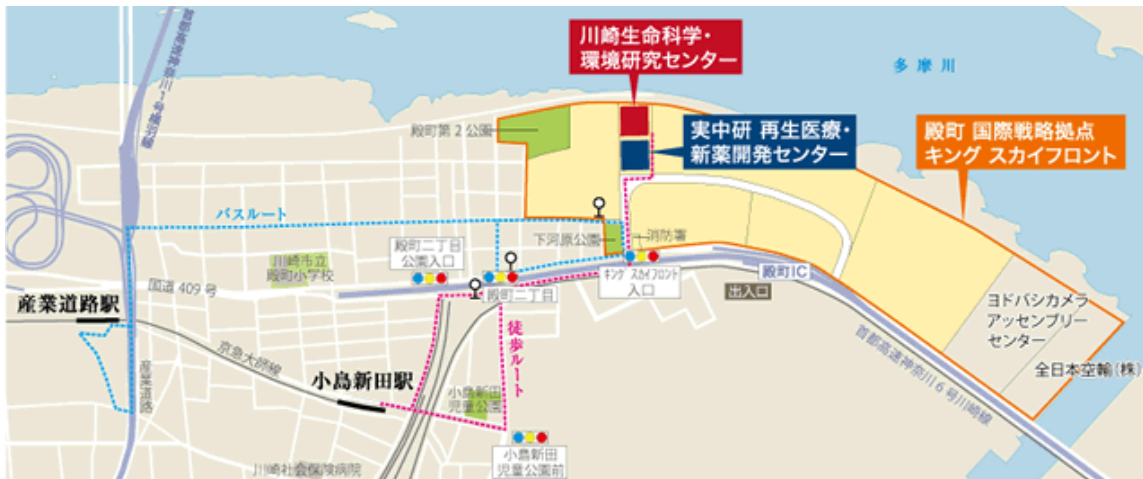 川崎生命科学・
環境研究センター
多摩川
首都高速神奈川1号横羽線
殿町第2公園
実中研 再生医療・
新薬開発センター
殿町 国際戦略拠点
キング スカイフロント
バスルート
殿町二丁目
公園入口
下河原公園
消防署
川崎市立
殿町小学校
国道409号
殿町二丁目
キング スカイフロント
入口
殿町IC
出入口
産業道路駅
ヨドバシカメラ
アッセンブリー
センター
徒歩ルート
京急大師線
産業道路
小島新田駅
小島新田
児童公園
首都高速神奈川6号川崎線
全日本空輸(株)
小島新田
児童公園前
川崎社会保険病院